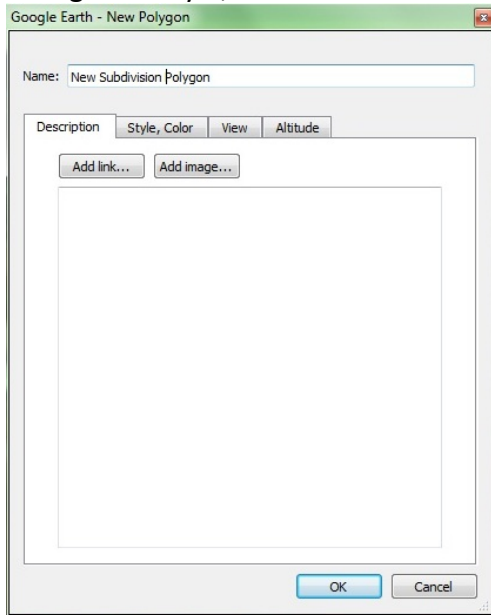 Google Earth - New Polygon
Name: New Subdivision Polygon
Description Style, Color View Altitude
Add link... Add image...
OK Cancel